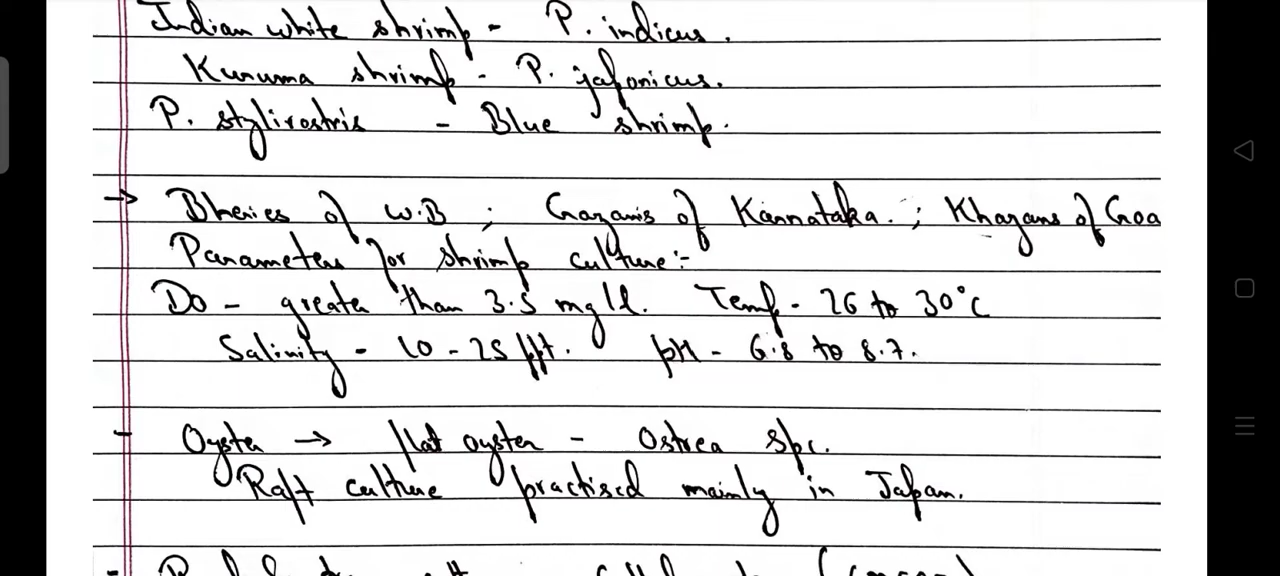 Indian white shrimp - P. indicus.
Kuruma shrimp - P. japonicus.
P. stylirostris - Blue shrimp.
→ Bheries of W.B ; Gazanis of Karnataka. ; Khazans of Goa
Parameters for shrimp culture:-
Do - greater than 3.5 mg/l. Temp - 26 to 30°C
Salinity - 10 - 25 ppt. pH - 6.8 to 8.7.
- Oyster → flat oyster - Ostrea spc.
Raft culture practised mainly in Japan.